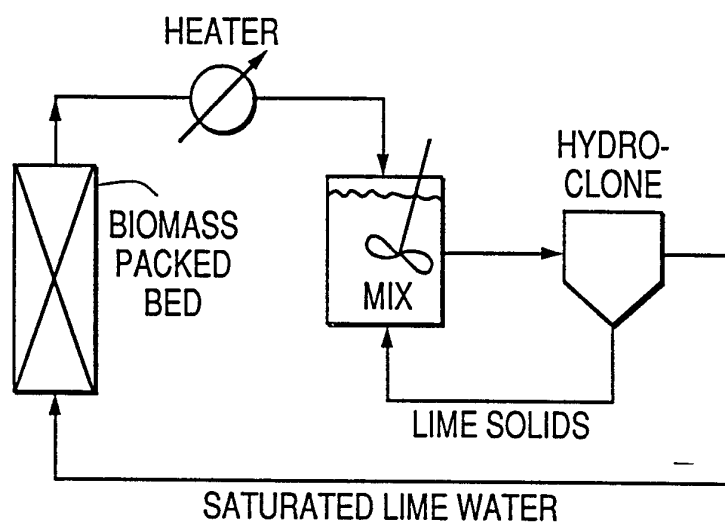 HEATER
HYDRO-
CLONE
BIOMASS
PACKED
BED
MIX
LIME SOLIDS
SATURATED LIME WATER